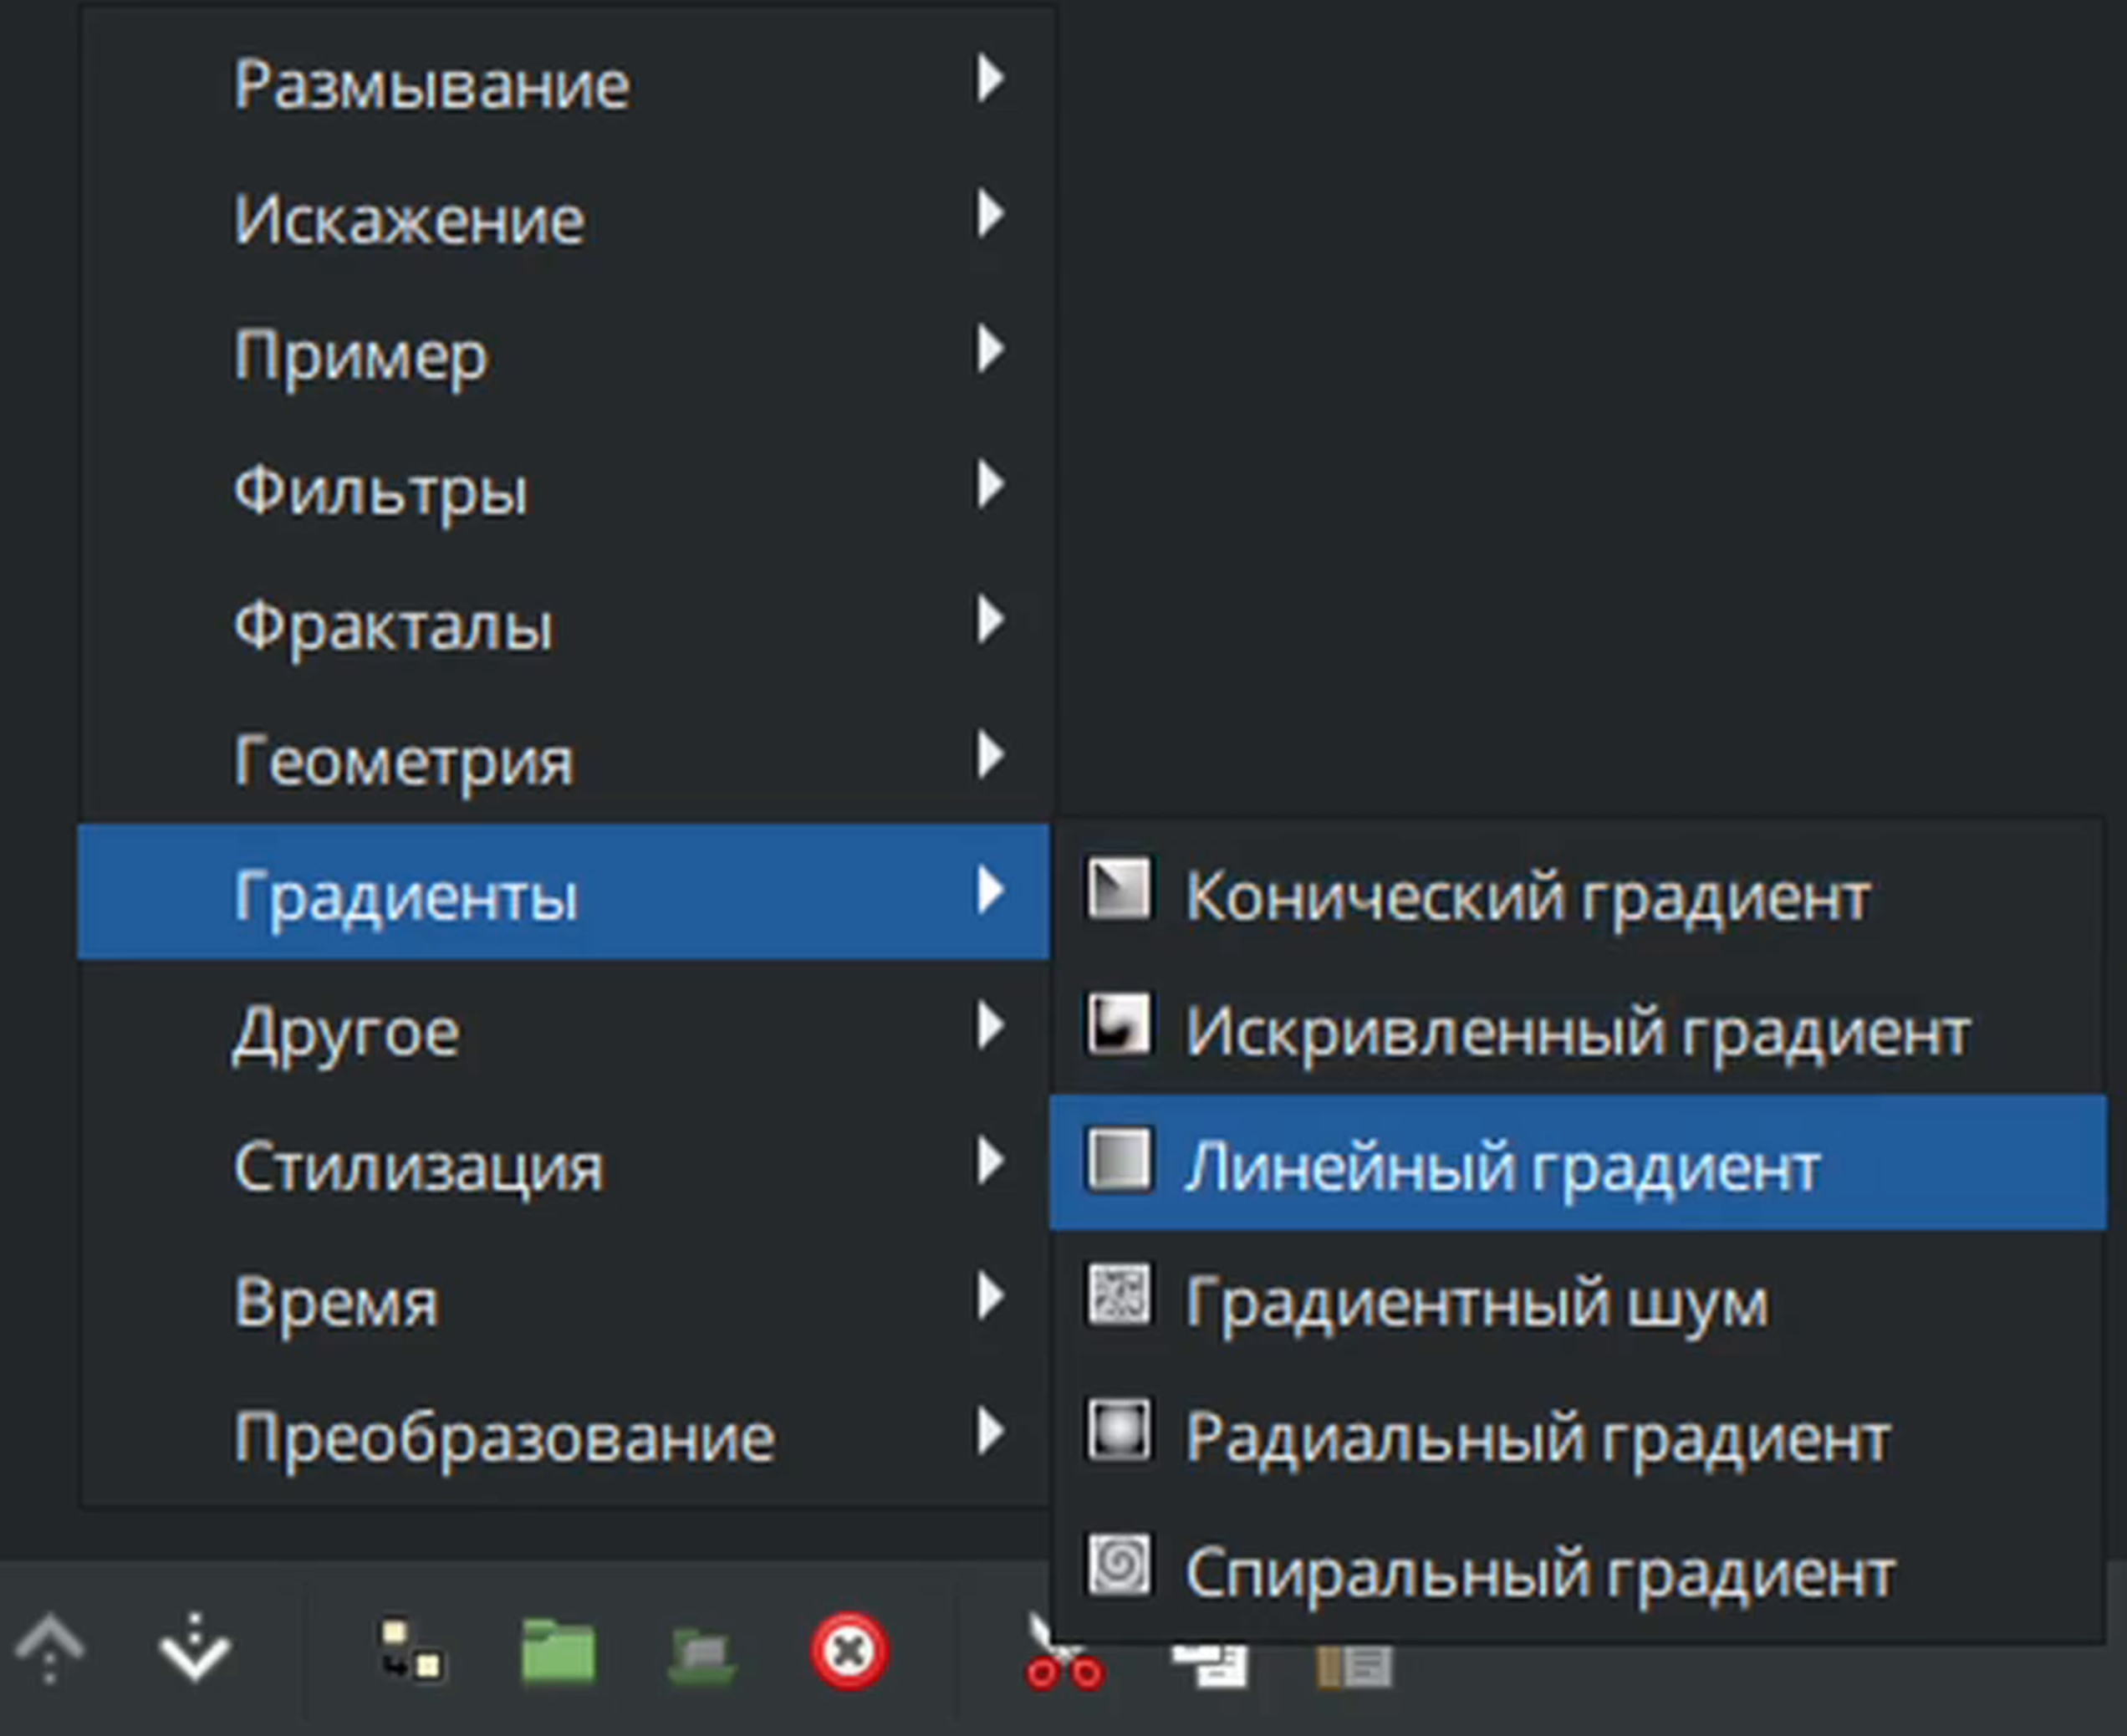 Размывание
Искажение
Пример
Фильтры
Фракталы
Геометрия
Градиенты
Другое
Стилизация
Время
Преобразование
Конический градиент
Искривленный градиент
Линейный градиент
Градиентный шум
Радиальный градиент
Спиральный градиент